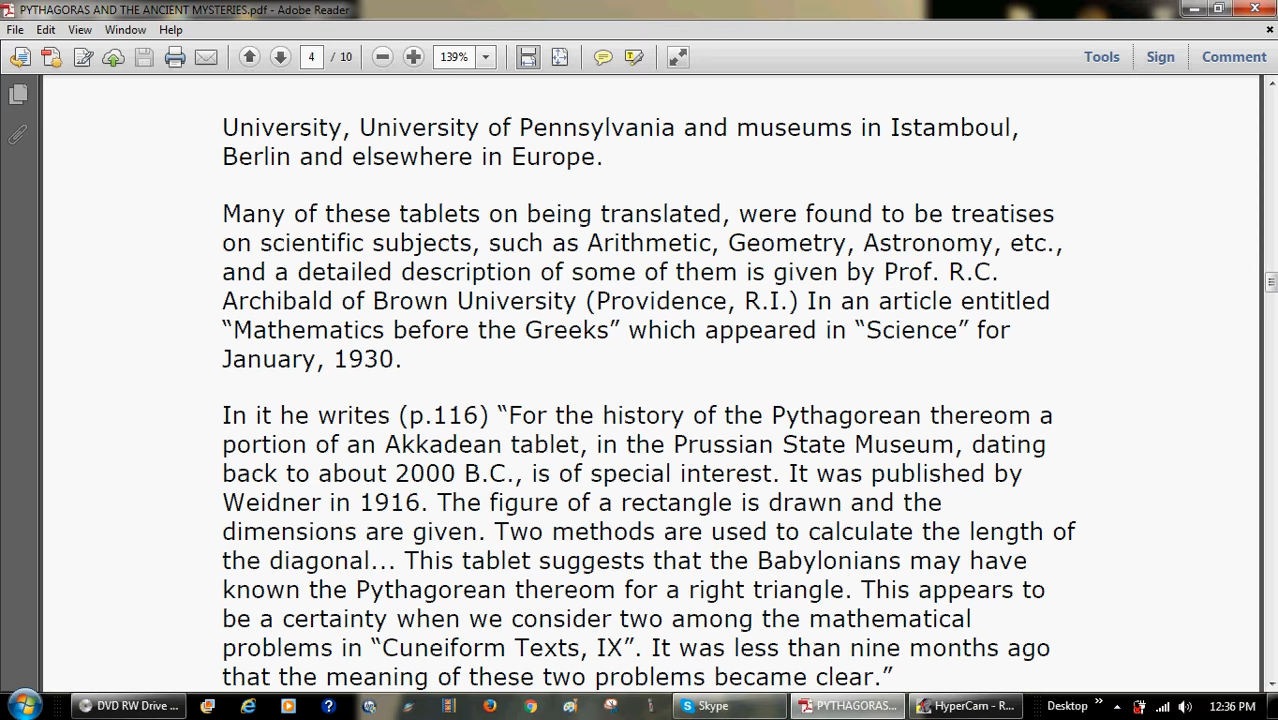 PYTHAGORAS AND THE ANCIENT MYSTERIES.pdf - Adobe Reader
File Edit View Window Help
4 / 10 139% Tools Sign Comment
University, University of Pennsylvania and museums in Istamboul,
Berlin and elsewhere in Europe.
Many of these tablets on being translated, were found to be treatises
on scientific subjects, such as Arithmetic, Geometry, Astronomy, etc.,
and a detailed description of some of them is given by Prof. R.C.
Archibald of Brown University (Providence, R.I.) In an article entitled
“Mathematics before the Greeks” which appeared in “Science” for
January, 1930.
In it he writes (p.116) “For the history of the Pythagorean thereom a
portion of an Akkadean tablet, in the Prussian State Museum, dating
back to about 2000 B.C., is of special interest. It was published by
Weidner in 1916. The figure of a rectangle is drawn and the
dimensions are given. Two methods are used to calculate the length of
the diagonal... This tablet suggests that the Babylonians may have
known the Pythagorean thereom for a right triangle. This appears to
be a certainty when we consider two among the mathematical
problems in “Cuneiform Texts, IX”. It was less than nine months ago
that the meaning of these two problems became clear.”
DVD RW Drive ... Skype PYTHAGORAS... HyperCam - R... Desktop » 12:36 PM